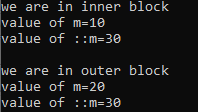 we are in inner block
value of m=10
value of ::m=30

we are in outer block
value of m=20
value of ::m=30